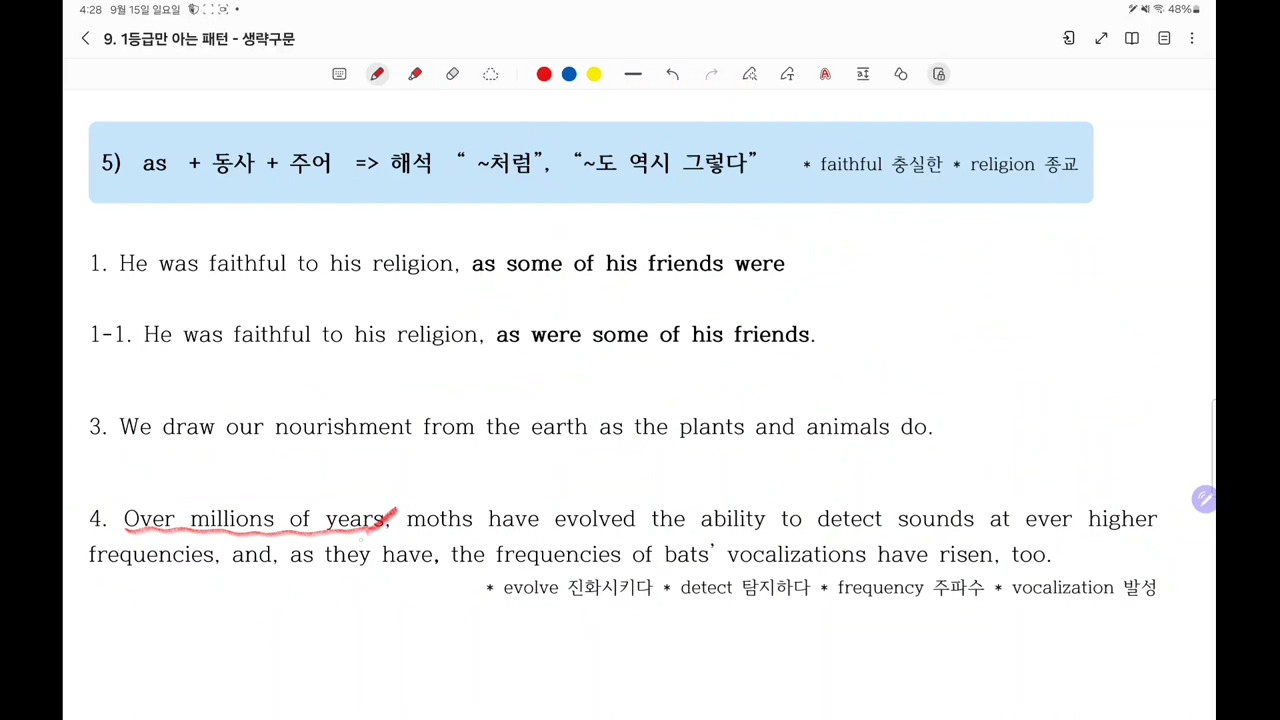 4:28 9월 15일 일요일 48%
9. 1등급만 아는 패턴 - 생략구문
5) as + 동사 + 주어 => 해석 “ ~처럼”, “~도 역시 그렇다” * faithful 충실한 * religion 종교
1. He was faithful to his religion, as some of his friends were
1-1. He was faithful to his religion, as were some of his friends.
3. We draw our nourishment from the earth as the plants and animals do.
4. Over millions of years, moths have evolved the ability to detect sounds at ever higher
frequencies, and, as they have, the frequencies of bats’ vocalizations have risen, too.
* evolve 진화시키다 * detect 탐지하다 * frequency 주파수 * vocalization 발성